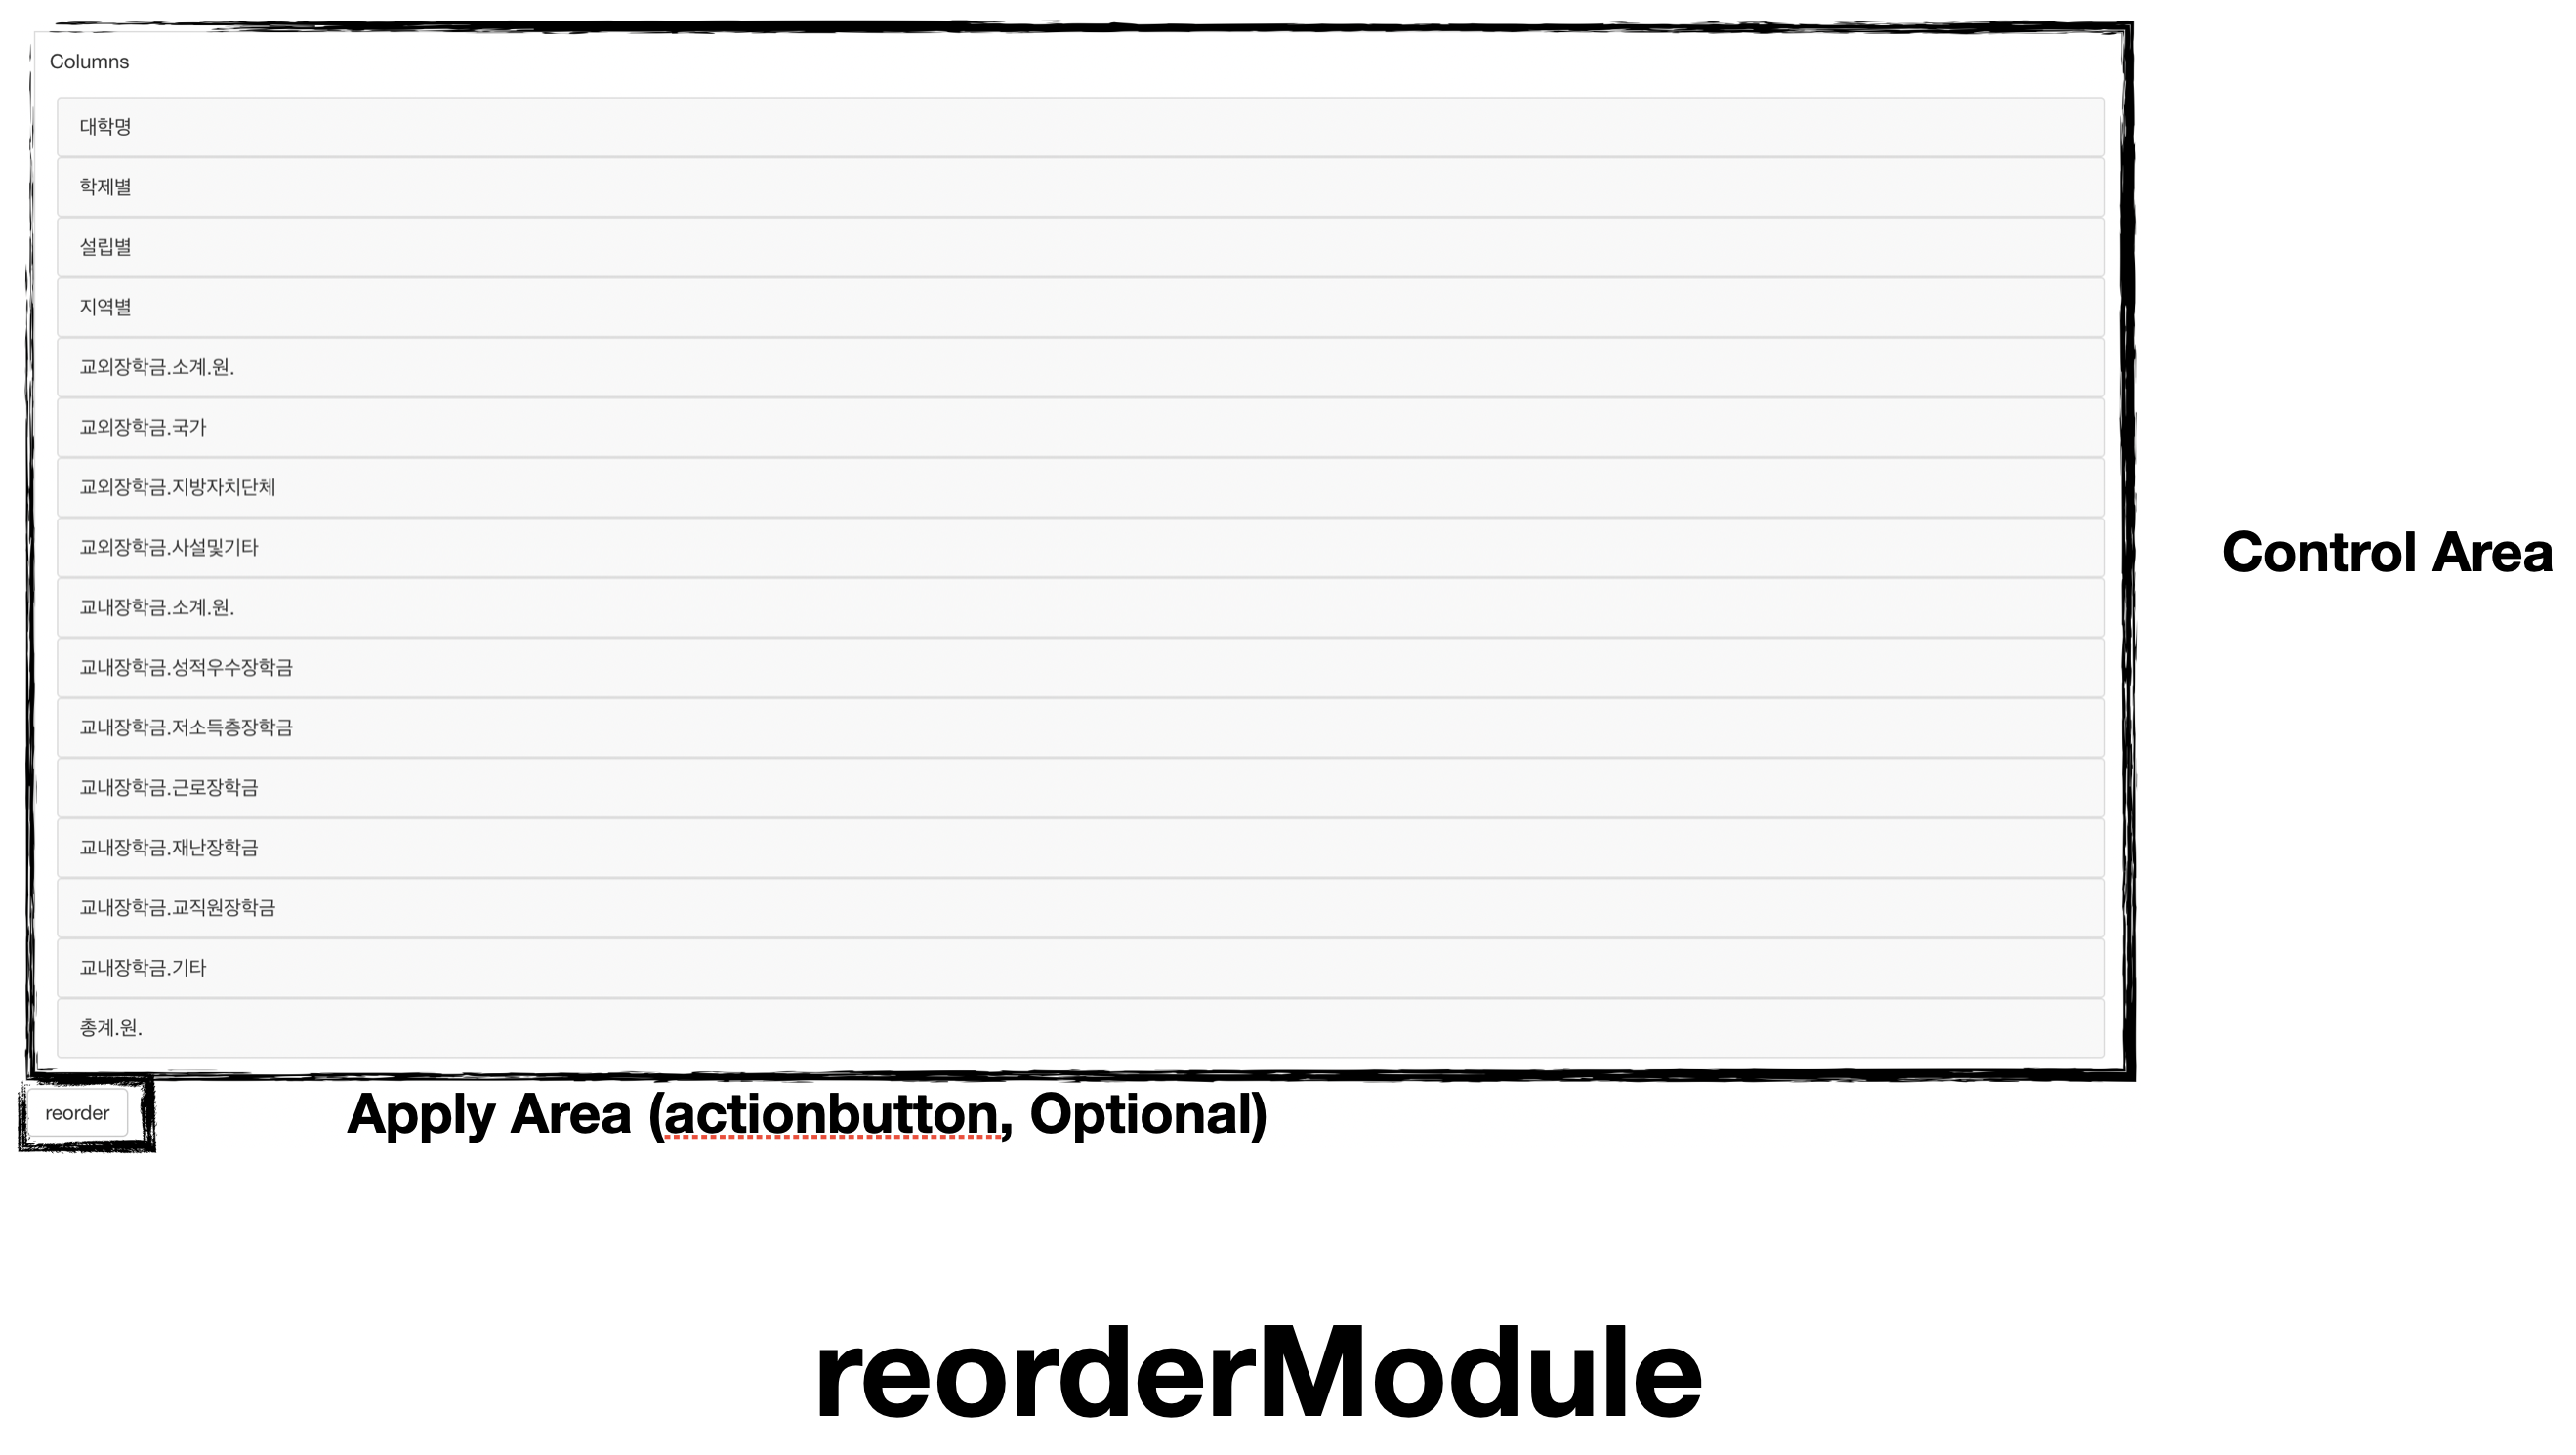 Columns
대학명
학제별
설립별
지역별
교외장학금.소계.원.
교외장학금.국가
교외장학금.지방자치단체
교외장학금.사설및기타
Control Area
교내장학금.소계.원.
교내장학금.성적우수장학금
교내장학금.저소득층장학금
교내장학금.근로장학금
교내장학금.재난장학금
교내장학금.교직원장학금
교내장학금.기타
총계.원.
reorder
Apply Area (actionbutton, Optional)
reorderModule